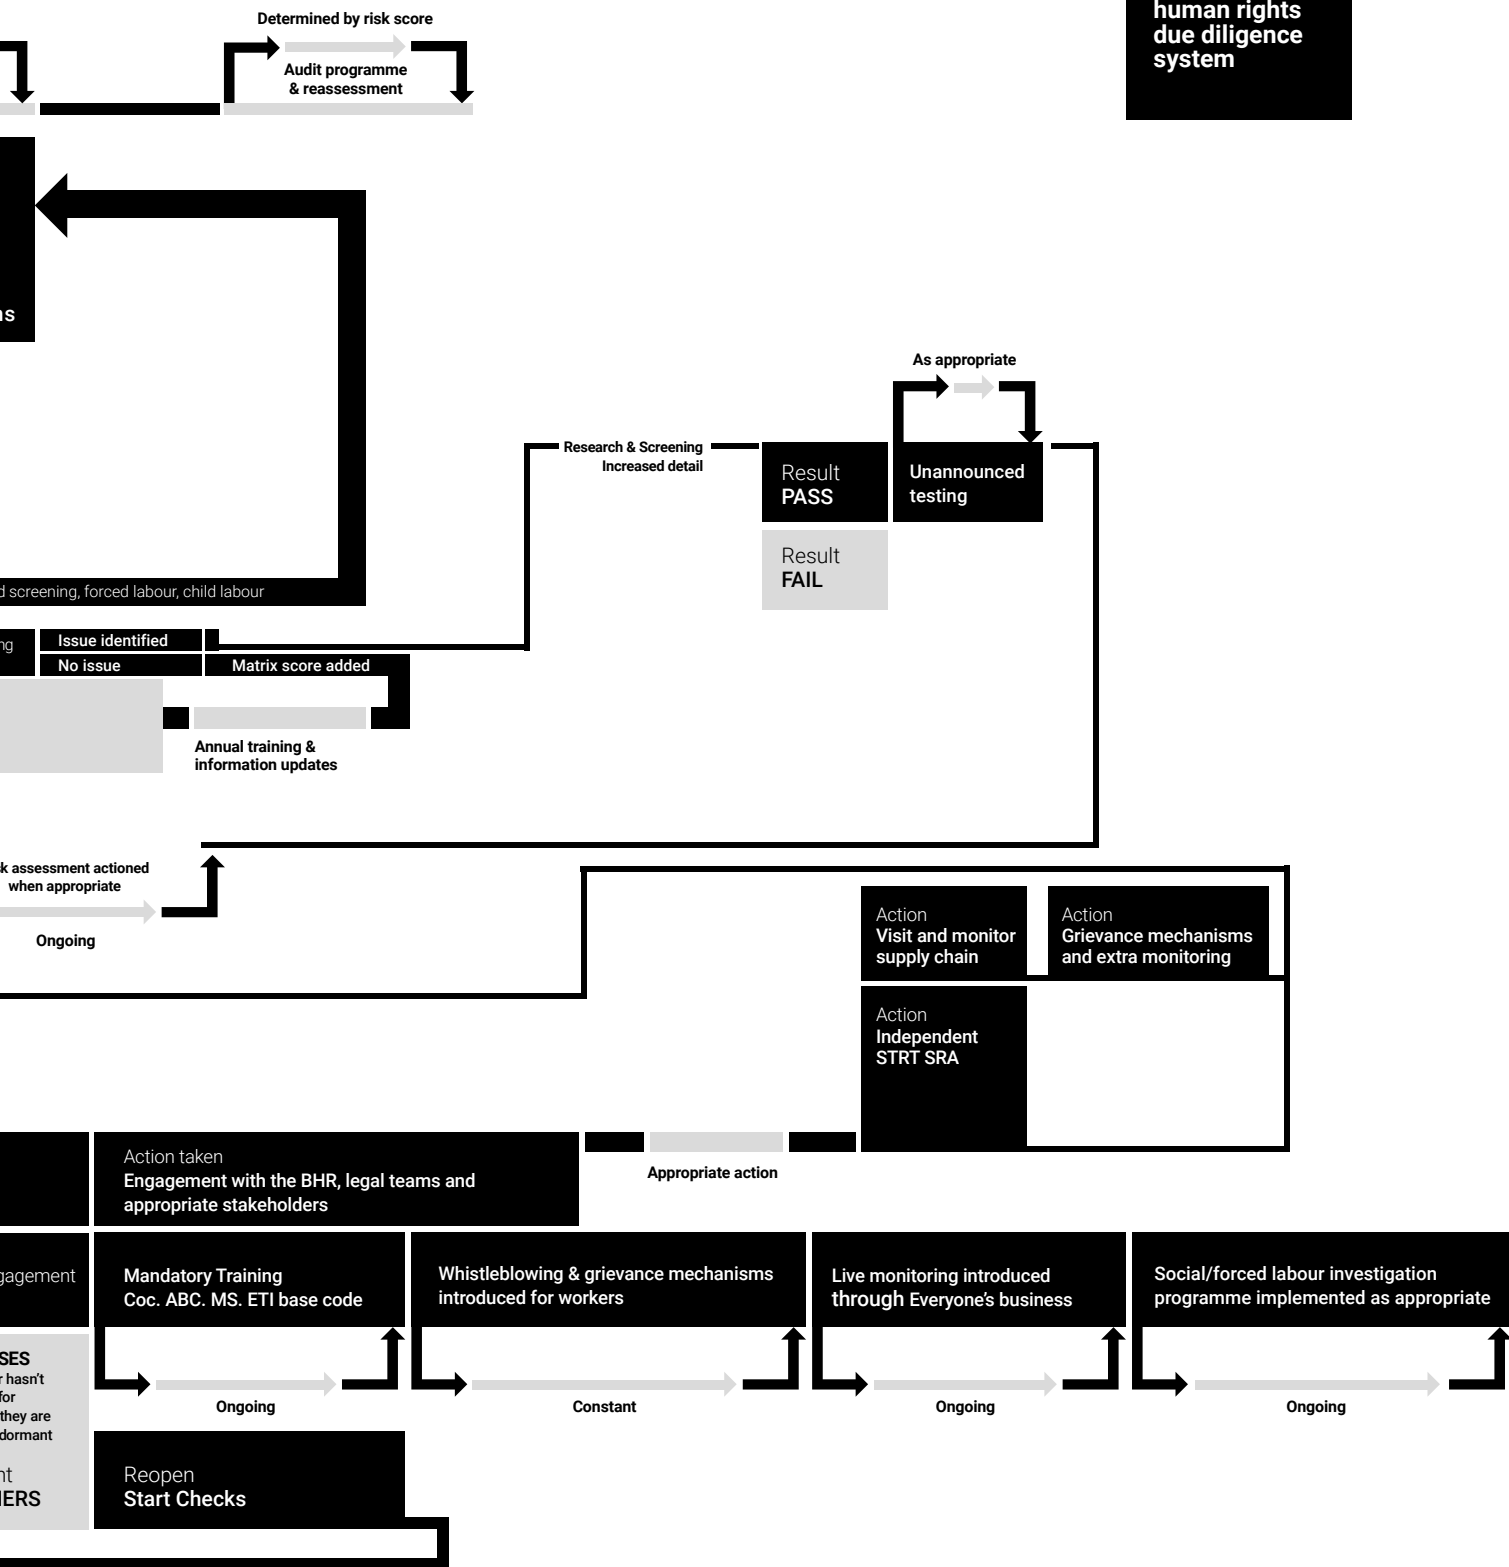 Determined by risk score
Audit programme
& reassessment
human rights
due diligence
system
As appropriate
Research & Screening
Increased detail
Result
PASS
Unannounced
testing
Result
FAIL
screening, forced labour, child labour
Issue identified
No issue
Matrix score added
Annual training &
information updates
assessment actioned
when appropriate
Ongoing
Action
Visit and monitor
supply chain
Action
Grievance mechanisms
and extra monitoring
Action
Independent
STRT SRA
Action taken
Engagement with the BHR, legal teams and
appropriate stakeholders
Appropriate action
Mandatory Training
Coc. ABC. MS. ETI base code
Whistleblowing & grievance mechanisms
introduced for workers
Live monitoring introduced
through Everyone's business
Social/forced labour investigation
programme implemented as appropriate
hasn't
for
they are
dormant
Ongoing
Constant
Ongoing
Ongoing
Reopen
Start Checks